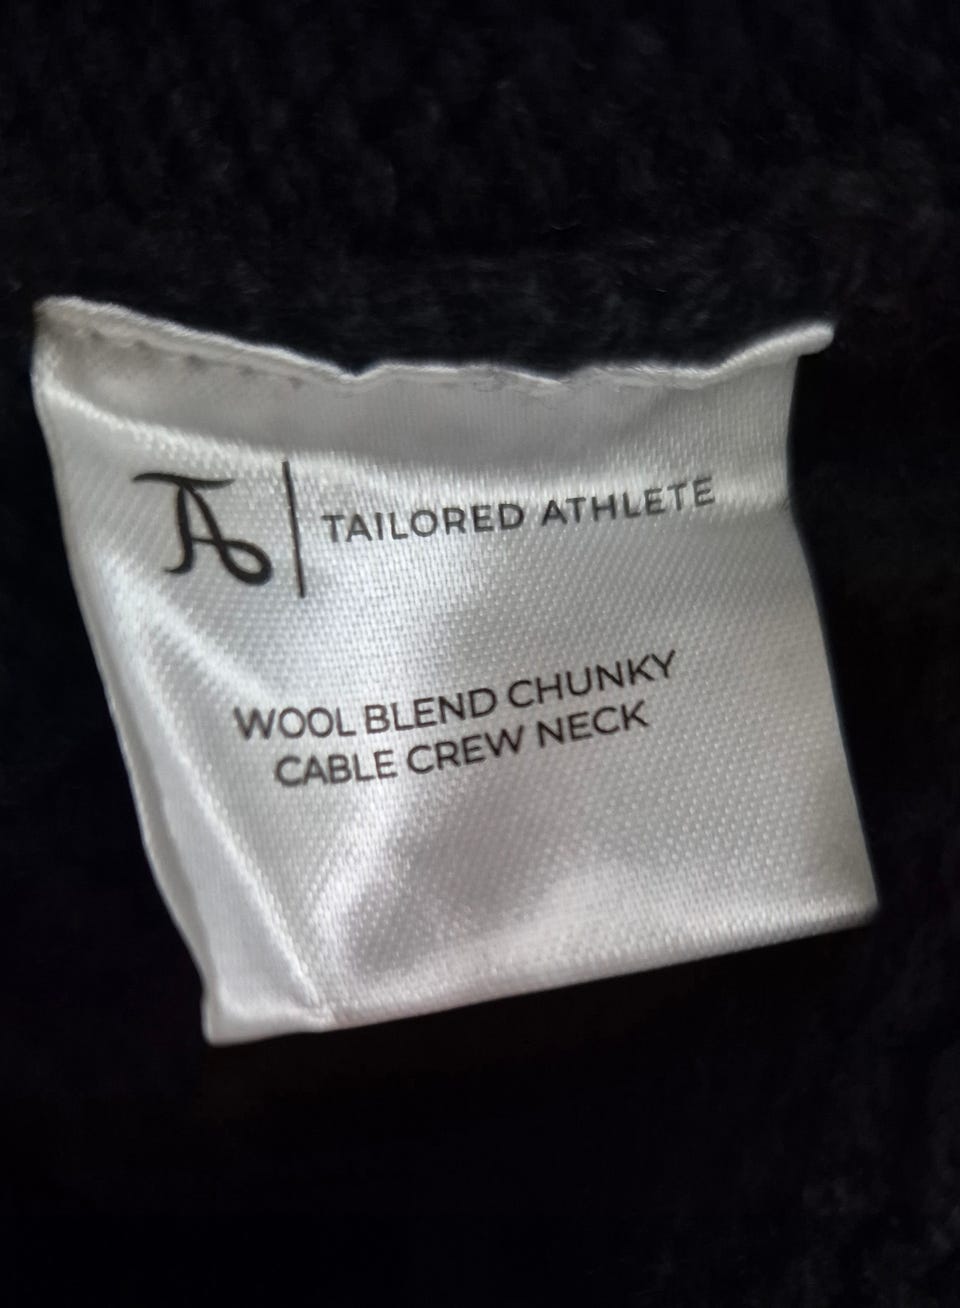 TA | TAILORED ATHLETE
WOOL BLEND CHUNKY
CABLE CREW NECK